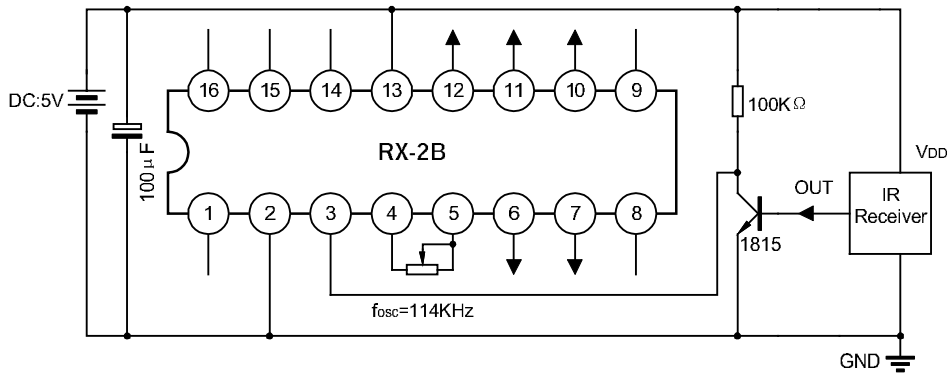 16 15 14 13 12 11 10 9
DC:5V
100KΩ
100μF
RX-2B
VDD
OUT
IR
Receiver
1 2 3 4 5 6 7 8
1815
fosc=114KHz
GND